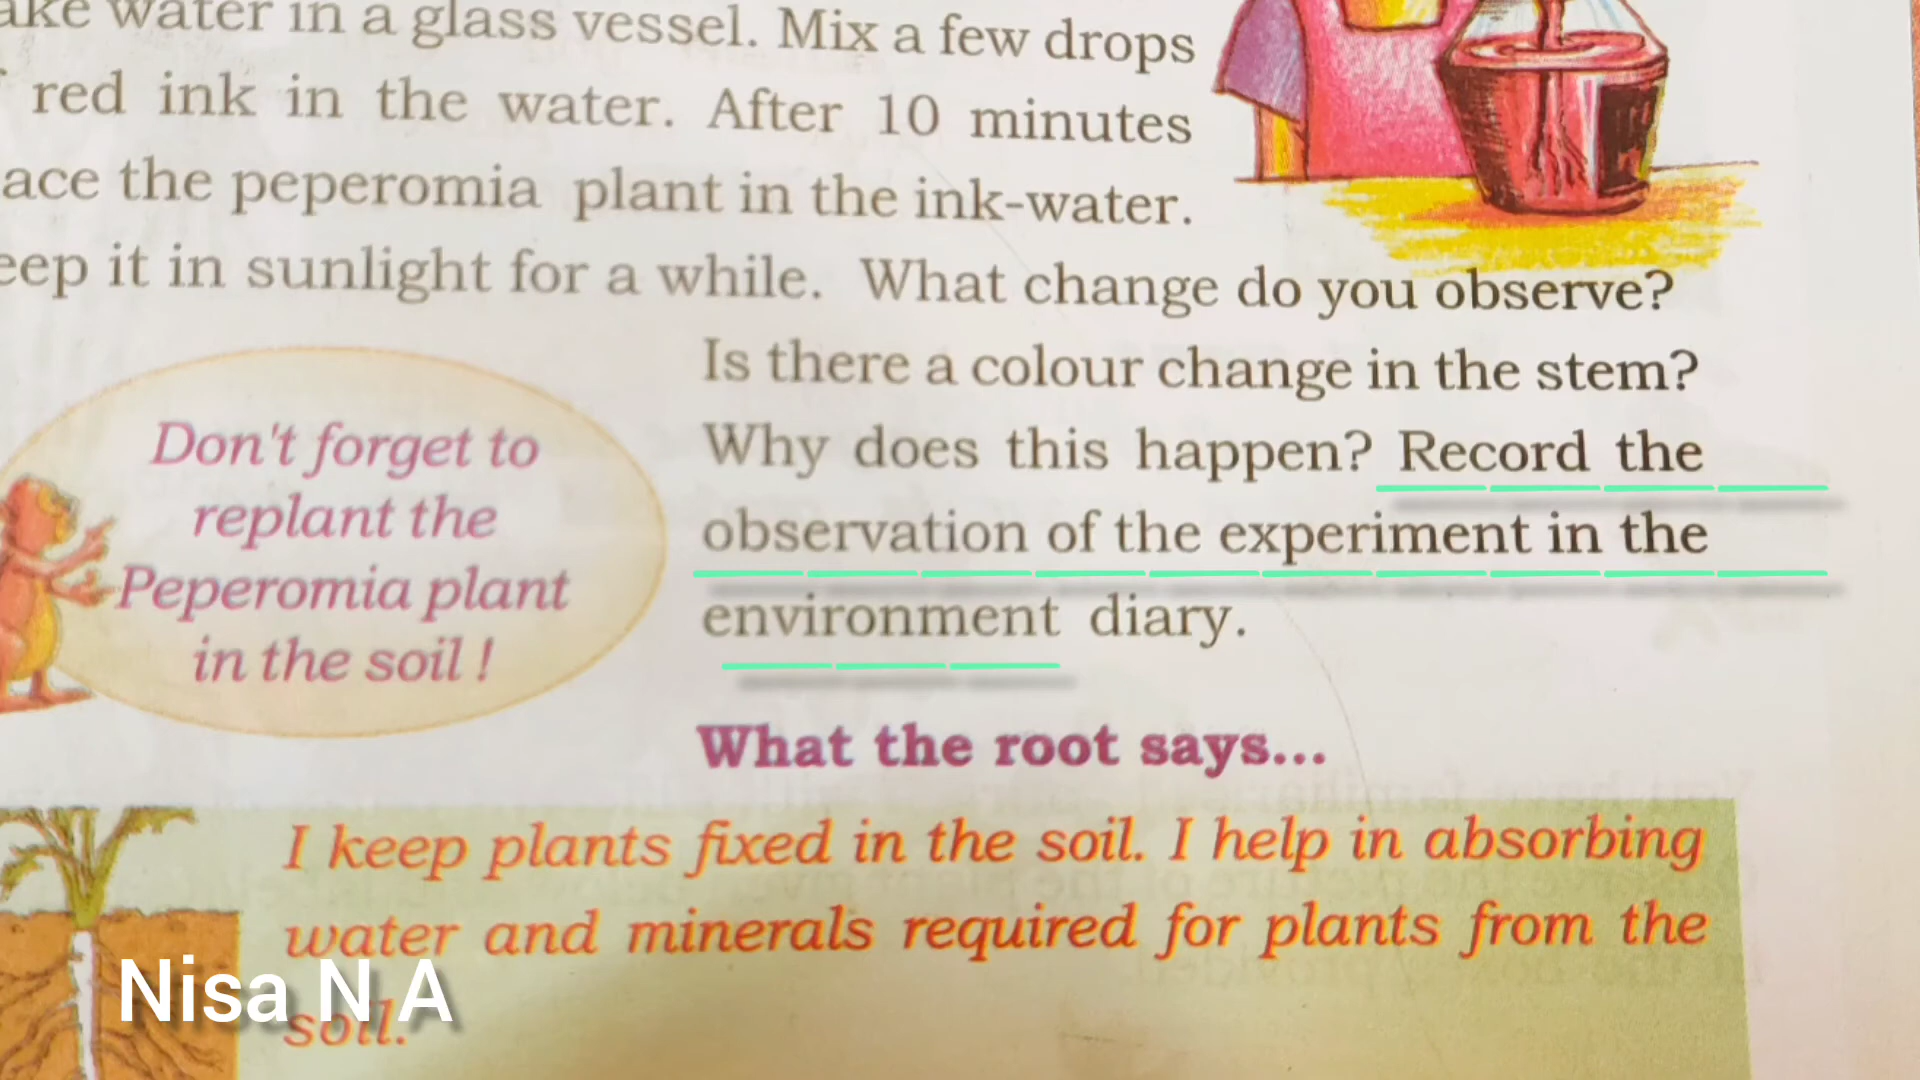 ake water in a glass vessel. Mix a few drops
red ink in the water. After 10 minutes
ace the peperomia plant in the ink-water.
eep it in sunlight for a while. What change do you observe?
Is there a colour change in the stem?
Why does this happen? Record the
observation of the experiment in the
environment diary.
Don't forget to
replant the
Peperomia plant
in the soil !
What the root says...
I keep plants fixed in the soil. I help in absorbing
water and minerals required for plants from the
soil.
Nisa N A